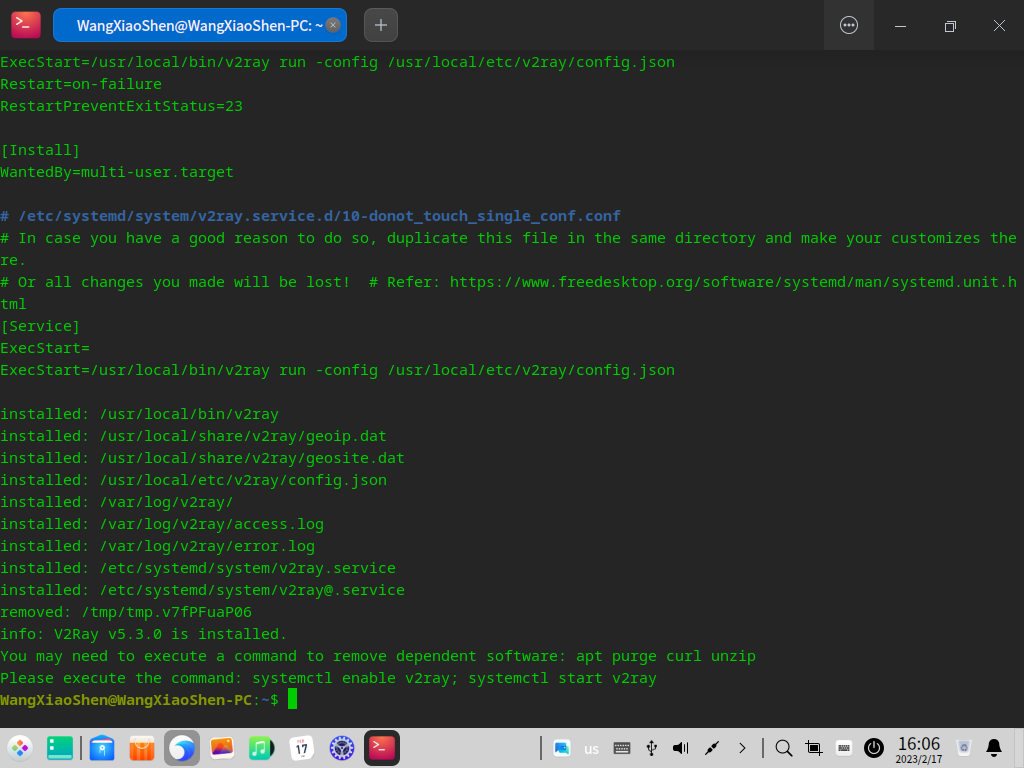 WangXiaoShen@WangXiaoShen-PC: ~
ExecStart=/usr/local/bin/v2ray run -config /usr/local/etc/v2ray/config.json
Restart=on-failure
RestartPreventExitStatus=23
[Install]
WantedBy=multi-user.target
# /etc/systemd/system/v2ray.service.d/10-donot_touch_single_conf.conf
# In case you have a good reason to do so, duplicate this file in the same directory and make your customizes the
re.
# Or all changes you made will be lost!  # Refer: https://www.freedesktop.org/software/systemd/man/systemd.unit.h
tml
[Service]
ExecStart=
ExecStart=/usr/local/bin/v2ray run -config /usr/local/etc/v2ray/config.json
installed: /usr/local/bin/v2ray
installed: /usr/local/share/v2ray/geoip.dat
installed: /usr/local/share/v2ray/geosite.dat
installed: /usr/local/etc/v2ray/config.json
installed: /var/log/v2ray/
installed: /var/log/v2ray/access.log
installed: /var/log/v2ray/error.log
installed: /etc/systemd/system/v2ray.service
installed: /etc/systemd/system/v2ray@.service
removed: /tmp/tmp.v7fPFuaP06
info: V2Ray v5.3.0 is installed.
You may need to execute a command to remove dependent software: apt purge curl unzip
Please execute the command: systemctl enable v2ray; systemctl start v2ray
WangXiaoShen@WangXiaoShen-PC:~$
FEB
17
us
16:06
2023/2/17